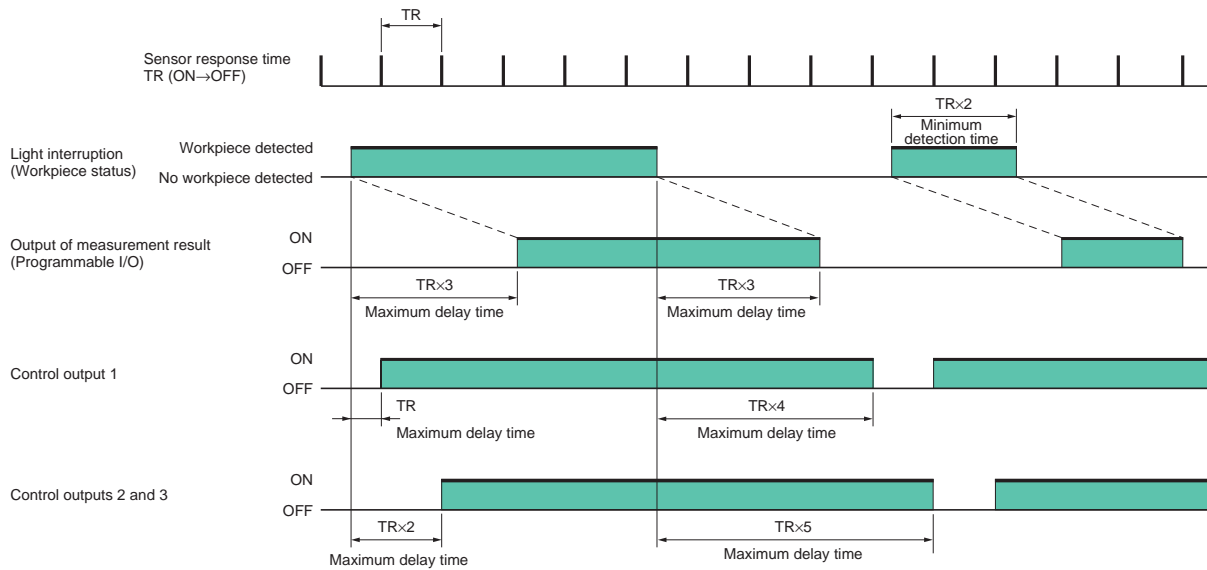 TR
Sensor response time
TR (ON→OFF)
TR×2
Minimum
detection time
Light interruption
(Workpiece status)
Workpiece detected
No workpiece detected
Output of measurement result
(Programmable I/O)
ON
OFF
TR×3
Maximum delay time
TR×3
Maximum delay time
Control output 1
ON
OFF
TR
Maximum delay time
TR×4
Maximum delay time
Control outputs 2 and 3
ON
OFF
TR×2
Maximum delay time
TR×5
Maximum delay time